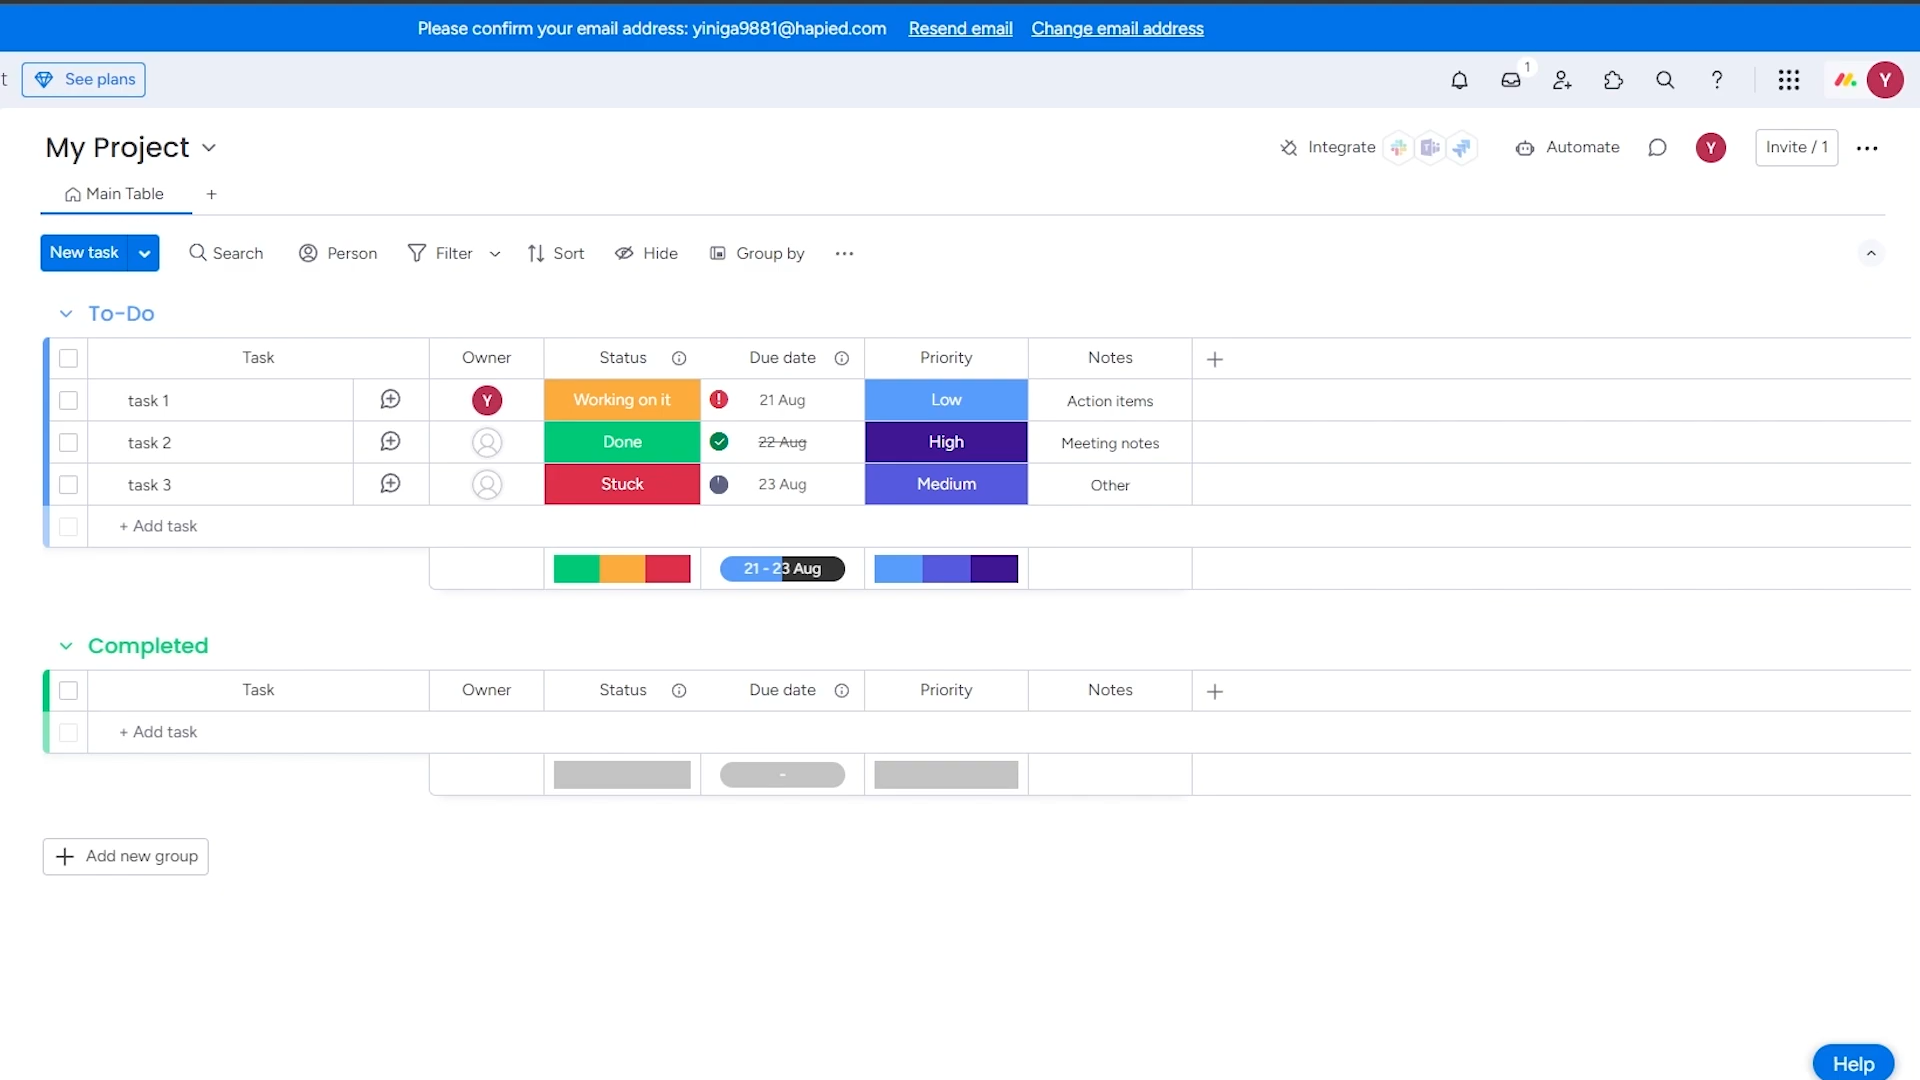 Please confirm your email address: yiniga9881@hapied.com Resend email Change email address
t See plans 1 Y
My Project Integrate Automate Y Invite / 1
Main Table +
New task Search Person Filter Sort Hide Group by
To-Do
Task Owner Status Due date Priority Notes +
task 1 Y Working on it 21 Aug Low Action items
task 2 Done 22 Aug High Meeting notes
task 3 Stuck 23 Aug Medium Other
+ Add task
21 - 23 Aug
Completed
Task Owner Status Due date Priority Notes +
+ Add task
-
+ Add new group
Help